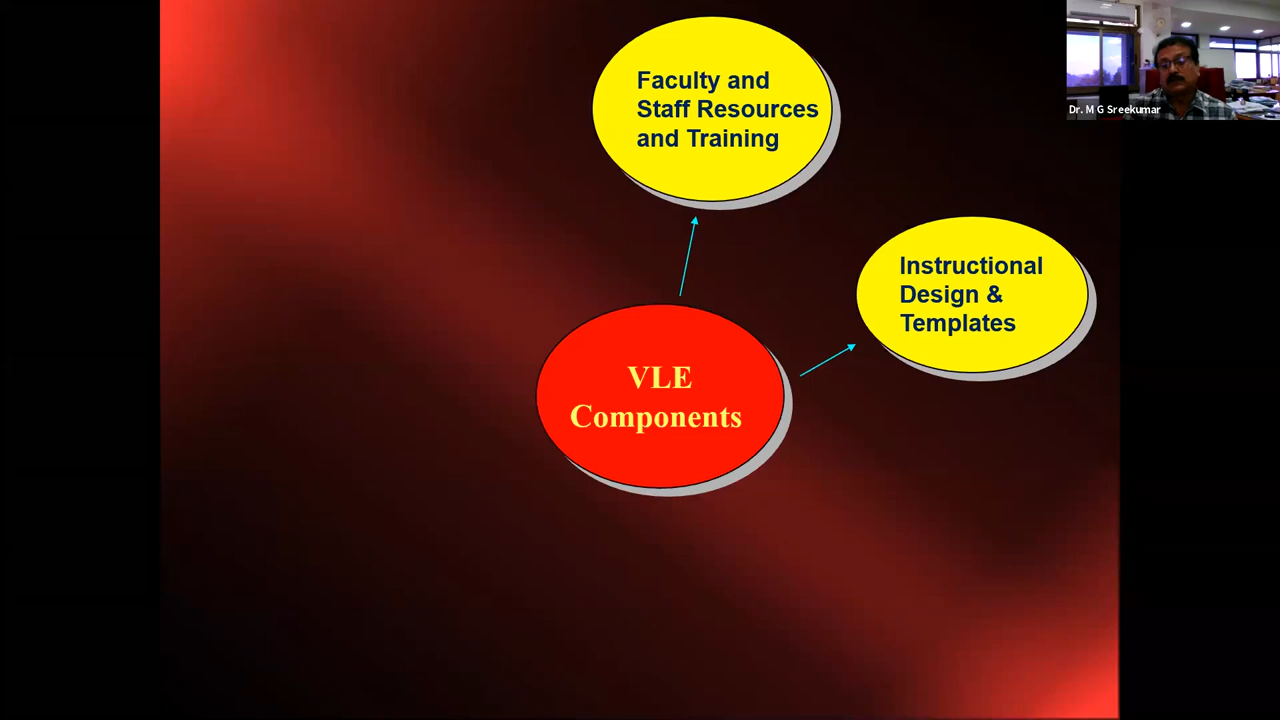 Faculty and
Staff Resources
and Training
Dr. M G Sreekumar
Instructional
Design &
Templates
VLE
Components